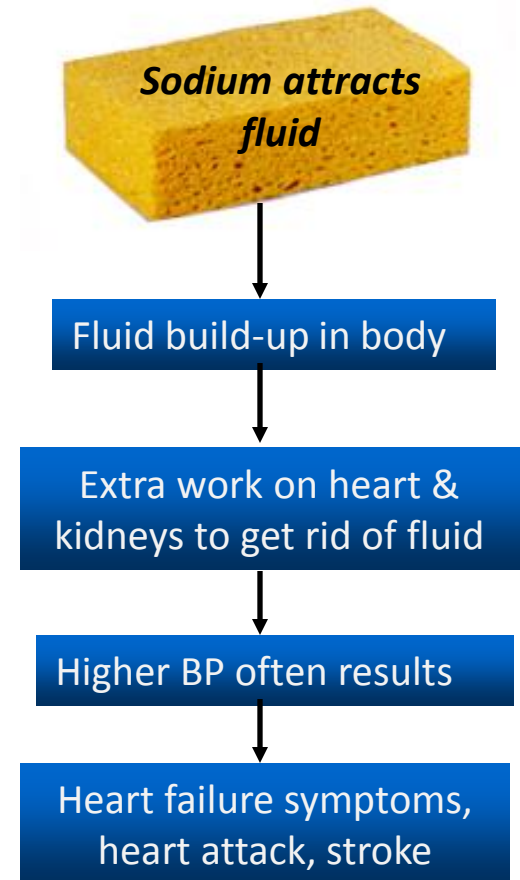 Sodium attracts
fluid
Fluid build-up in body
Extra work on heart &
kidneys to get rid of fluid
Higher BP often results
Heart failure symptoms,
heart attack, stroke